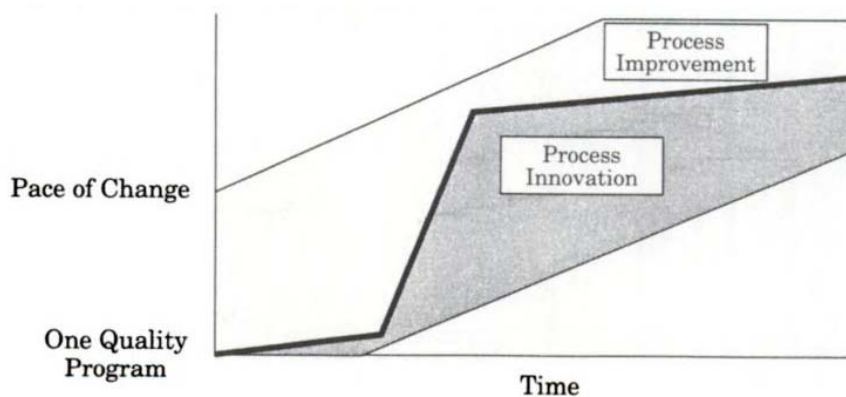 Process
Improvement
Process
Innovation
Pace of Change
One Quality
Program
Time